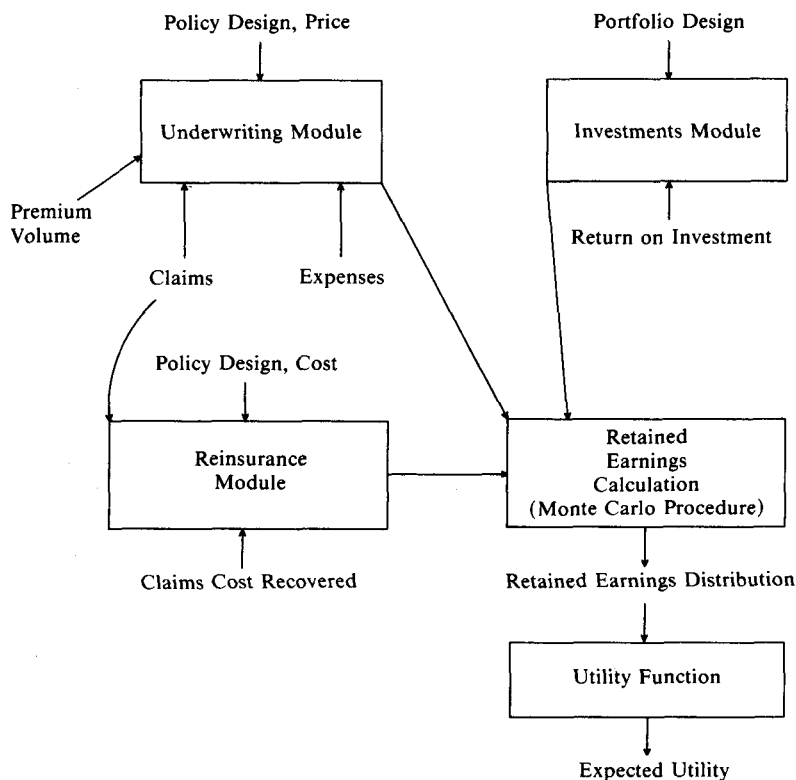 Policy Design, Price
Portfolio Design
Underwriting Module
Investments Module
Premium
Volume
Return on Investment
Claims
Expenses
Policy Design, Cost
Reinsurance
Module
Retained
Earnings
Calculation
(Monte Carlo Procedure)
Claims Cost Recovered
Retained Earnings Distribution
Utility Function
Expected Utility